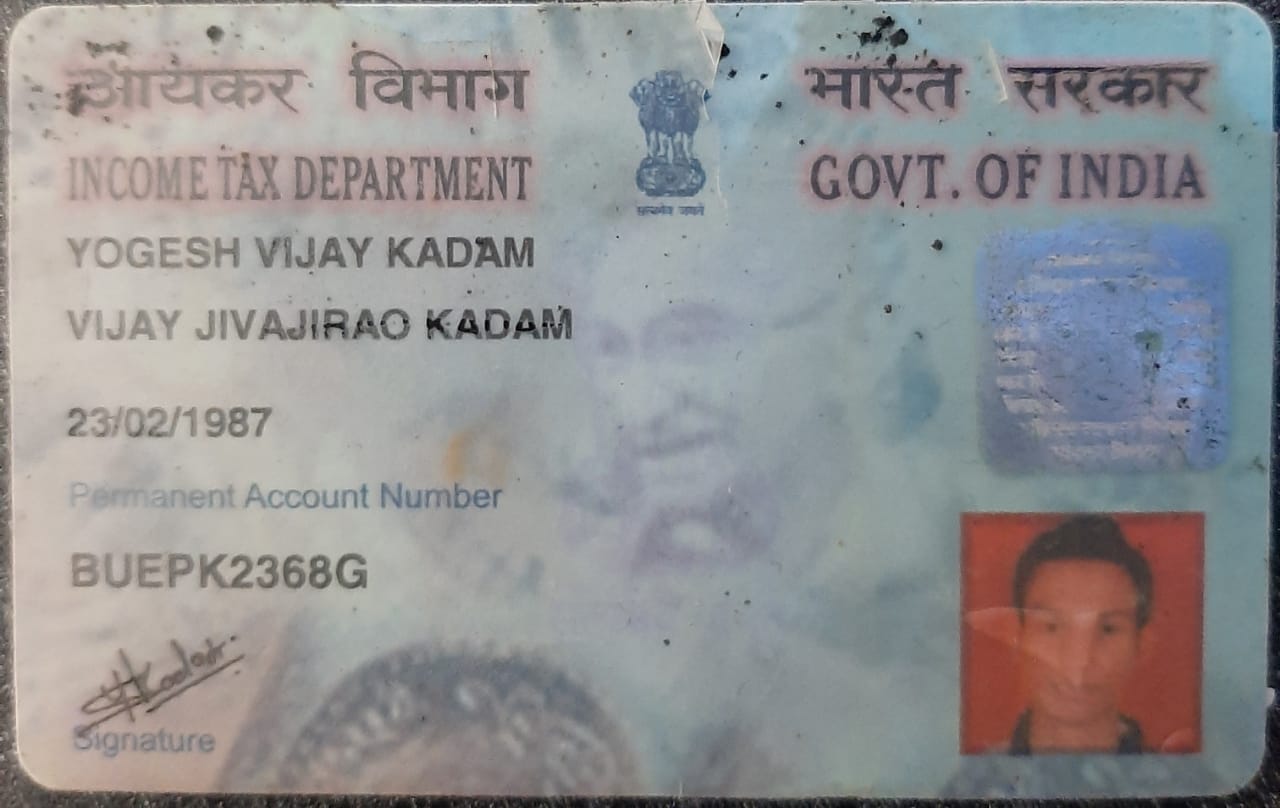 आयकर विभाग
भारत सरकार
INCOME TAX DEPARTMENT
GOVT. OF INDIA
सत्यमेव जयते
YOGESH VIJAY KADAM
VIJAY JIVAJIRAO KADAM
23/02/1987
Permanent Account Number
BUEPK2368G
Kadam
Signature